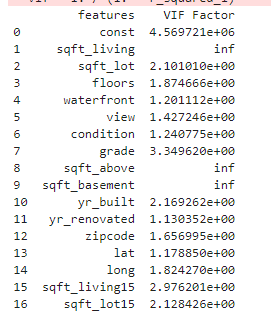 vif = 1. / (1. - r_squared_i)
features VIF Factor
0 const 4.569721e+06
1 sqft_living inf
2 sqft_lot 2.101010e+00
3 floors 1.874666e+00
4 waterfront 1.201112e+00
5 view 1.427246e+00
6 condition 1.240775e+00
7 grade 3.349620e+00
8 sqft_above inf
9 sqft_basement inf
10 yr_built 2.169262e+00
11 yr_renovated 1.130352e+00
12 zipcode 1.656995e+00
13 lat 1.178850e+00
14 long 1.824270e+00
15 sqft_living15 2.976201e+00
16 sqft_lot15 2.128426e+00